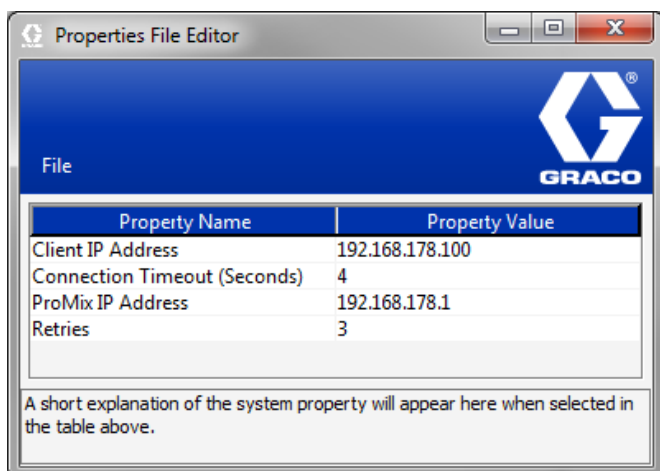 Properties File Editor
®
File
GRACO
Property Name Property Value
Client IP Address 192.168.178.100
Connection Timeout (Seconds) 4
ProMix IP Address 192.168.178.1
Retries 3
A short explanation of the system property will appear here when selected in
the table above.